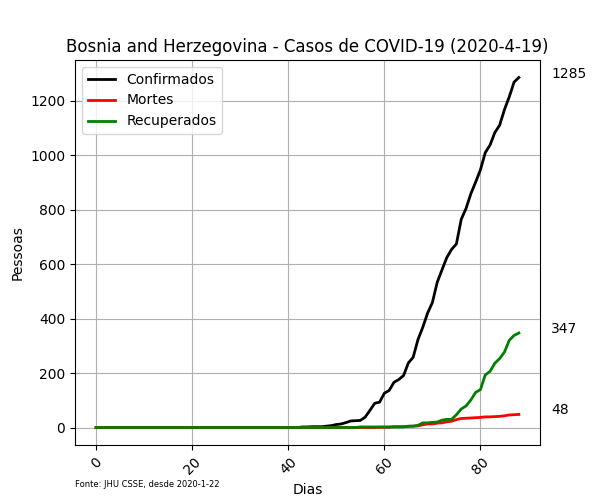 Bosnia and Herzegovina - Casos de COVID-19 (2020-4-19)
Confirmados
Mortes
Recuperados
1285
347
48
Pessoas
1200
1000
800
600
400
200
0
0
20
40
60
80
Dias
Fonte: JHU CSSE, desde 2020-1-22